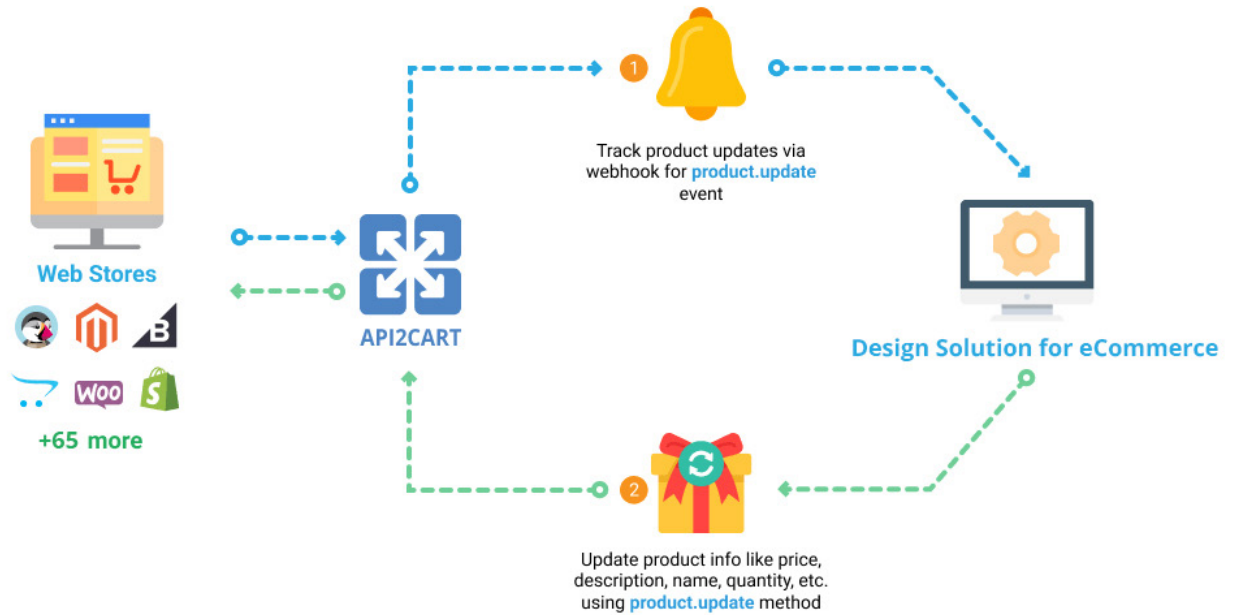 1
Track product updates via
webhook for product.update
event
Web Stores
B
WOO
S
+65 more
API2CART
Design Solution for eCommerce
2
Update product info like price,
description, name, quantity, etc.
using product.update method